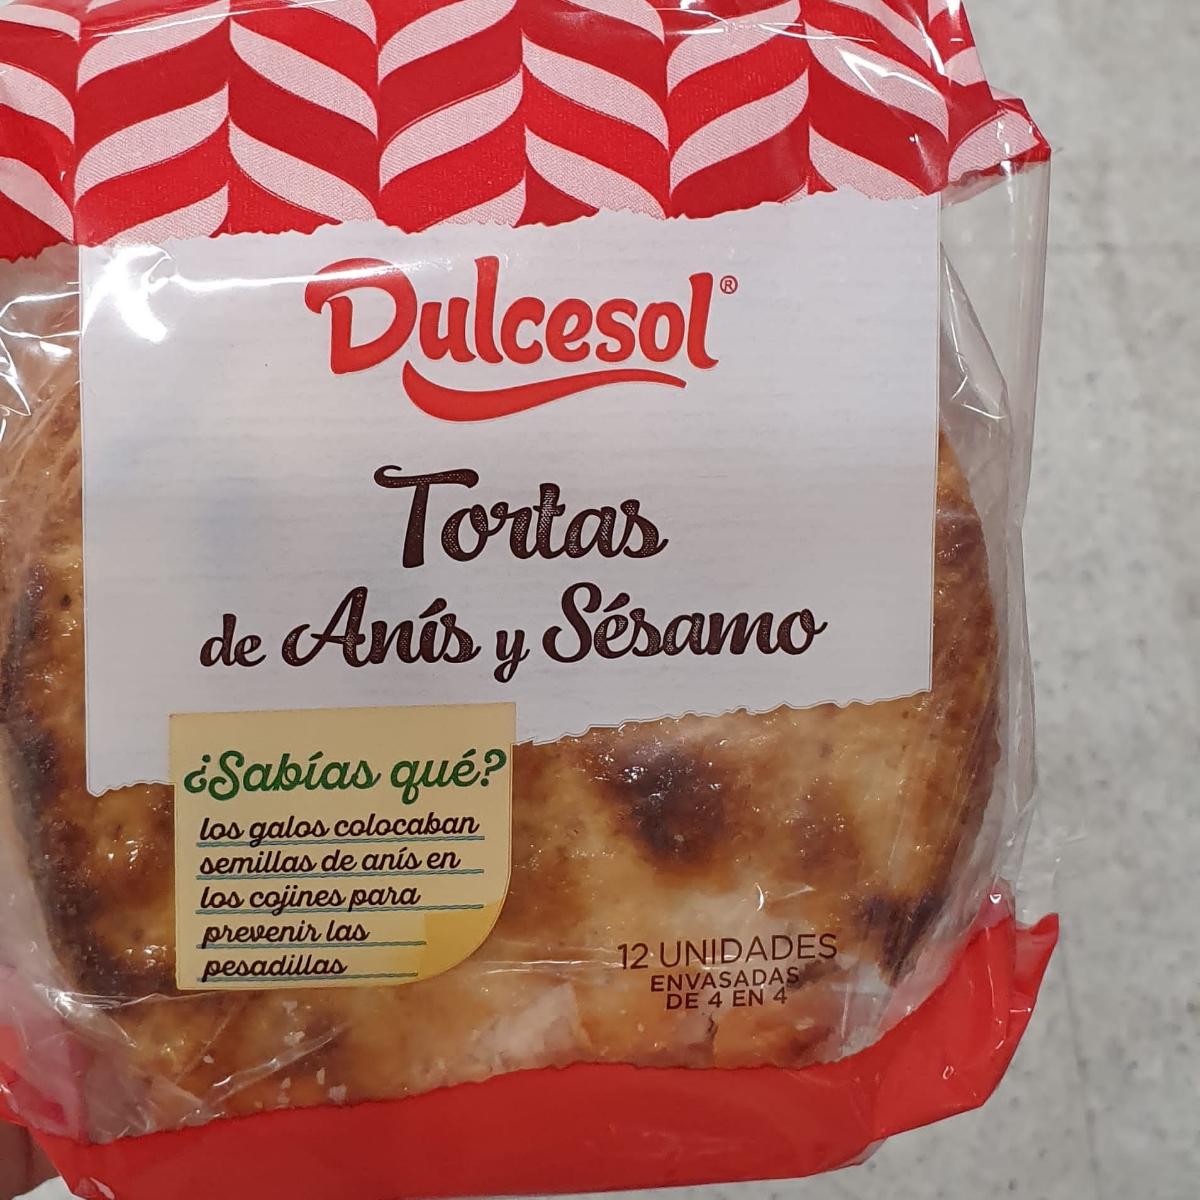 Dulcesol®
Tortas
de Anís y Sésamo
¿Sabías qué?
los galos colocaban
semillas de anís en
los cojines para
prevenir las
pesadillas
12 UNIDADES
ENVASADAS
DE 4 EN 4